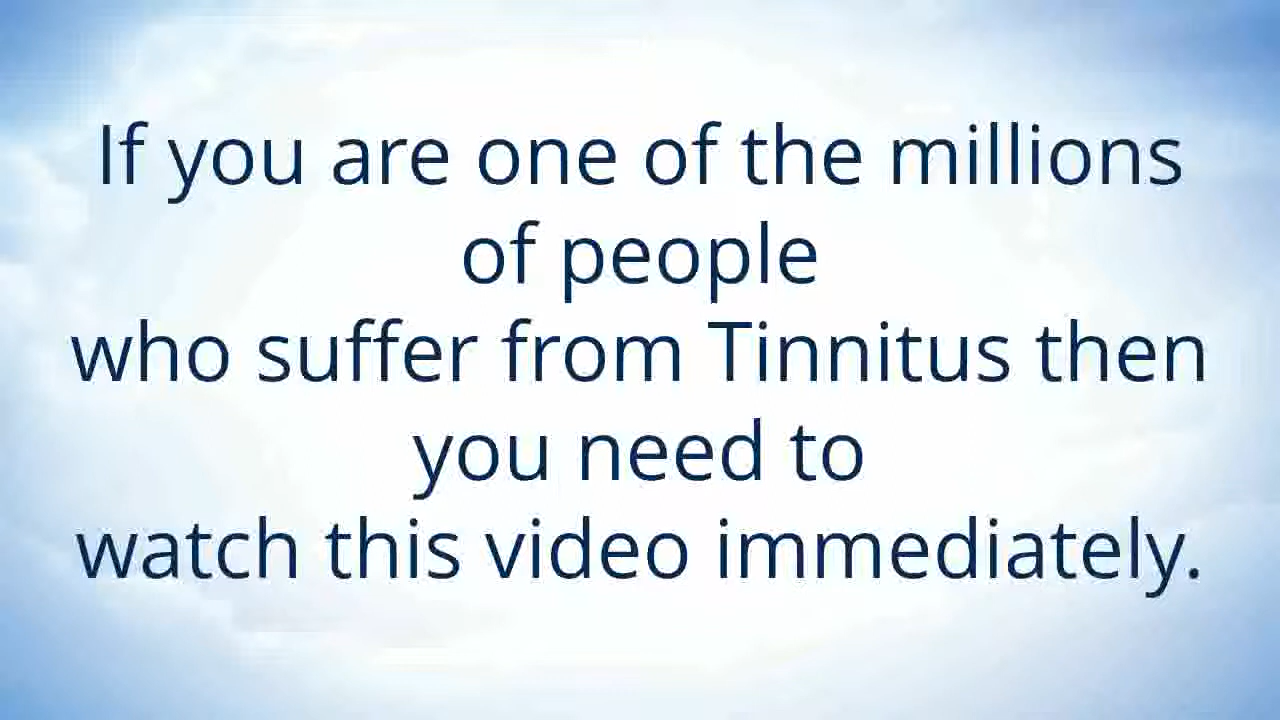 If you are one of the millions
of people
who suffer from Tinnitus then
you need to
watch this video immediately.